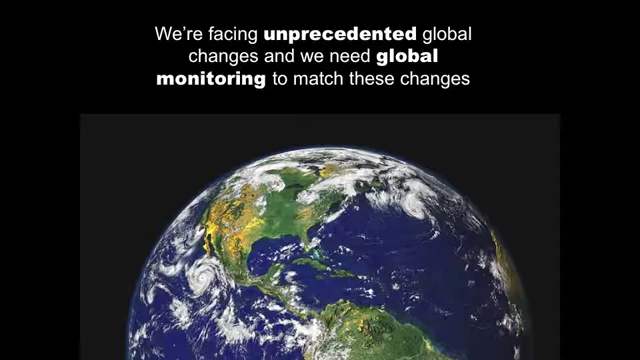 We’re facing unprecedented global
changes and we need global
monitoring to match these changes